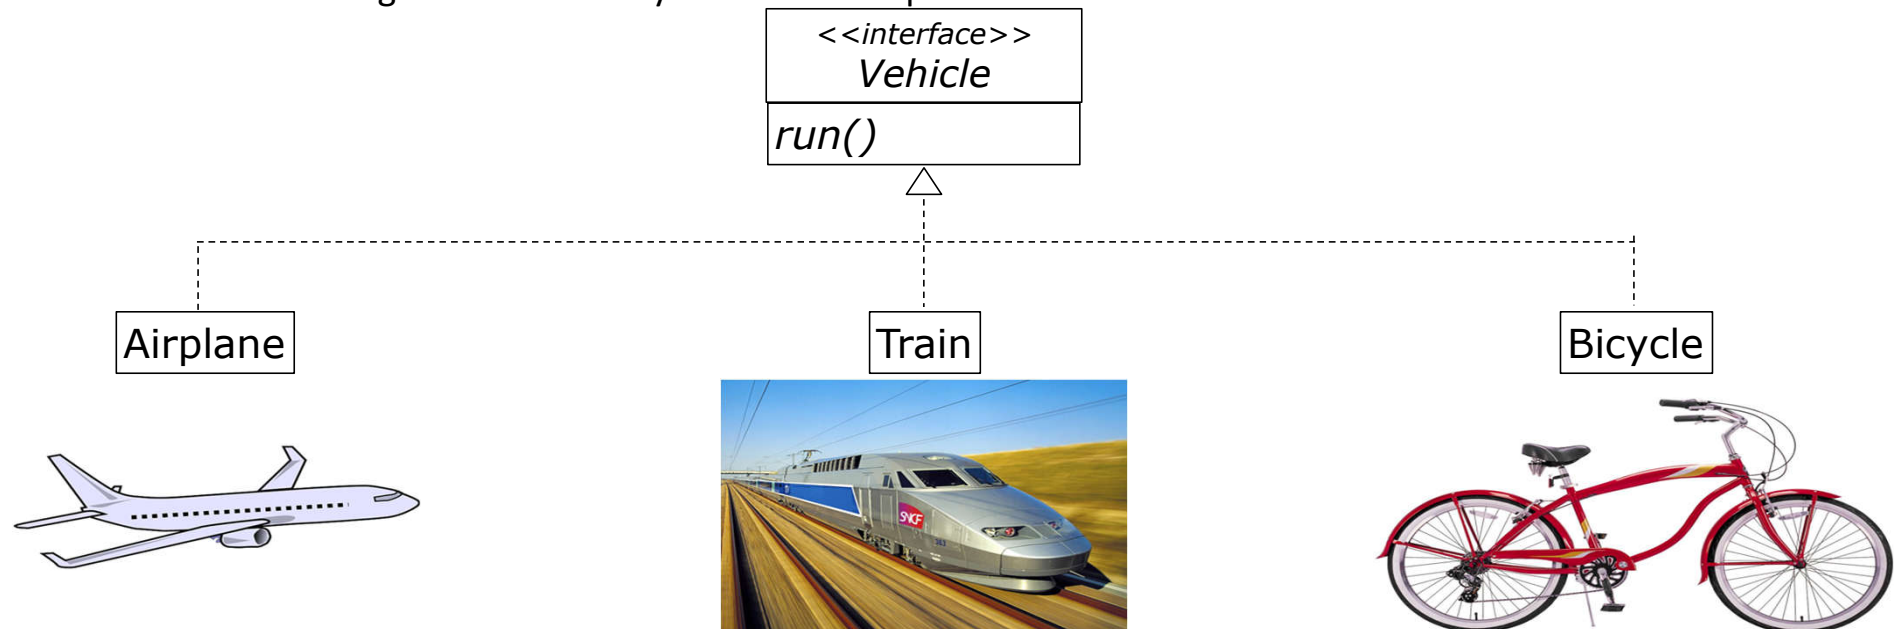 <<interface>>
Vehicle
run()
Airplane
Train
Bicycle
SNCF